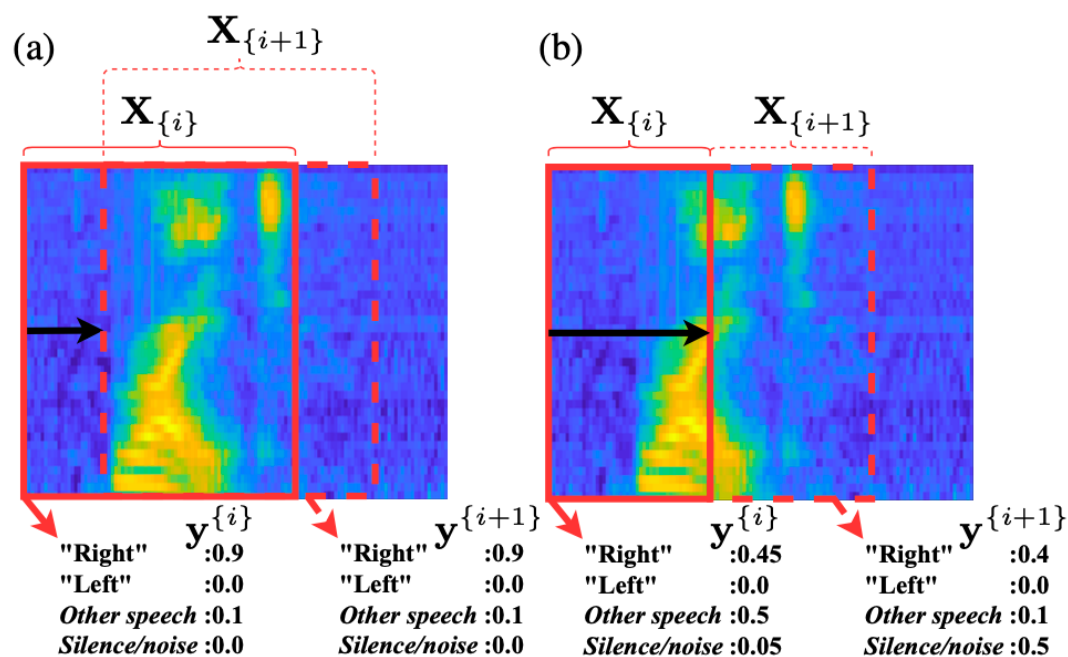 (a)
X{i+1}
X{i}
y{i}
"Right" :0.9
"Left" :0.0
Other speech :0.1
Silence/noise :0.0
y{i+1}
"Right" :0.9
"Left" :0.0
Other speech :0.1
Silence/noise :0.0
(b)
X{i}
X{i+1}
y{i}
"Right" :0.45
"Left" :0.0
Other speech :0.5
Silence/noise :0.05
y{i+1}
"Right" :0.4
"Left" :0.0
Other speech :0.1
Silence/noise :0.5